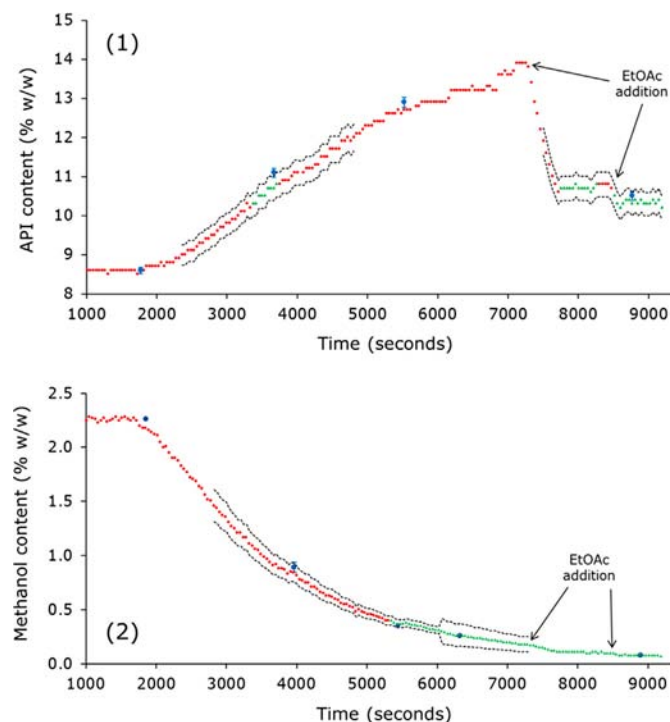 (1)
API content (% w/w)
15
14
13
12
11
10
9
8
EtOAc
addition
1000 2000 3000 4000 5000 6000 7000 8000 9000
Time (seconds)
Methanol content (% w/w)
2.5
2.0
1.5
1.0
0.5
0.0
EtOAc
addition
(2)
1000 2000 3000 4000 5000 6000 7000 8000 9000
Time (seconds)